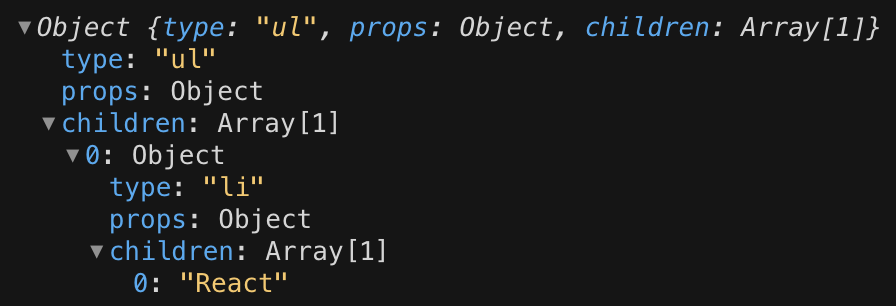 ▼Object {type: "ul", props: Object, children: Array[1]}
type: "ul"
props: Object
▼children: Array[1]
▼0: Object
type: "li"
props: Object
▼children: Array[1]
0: "React"